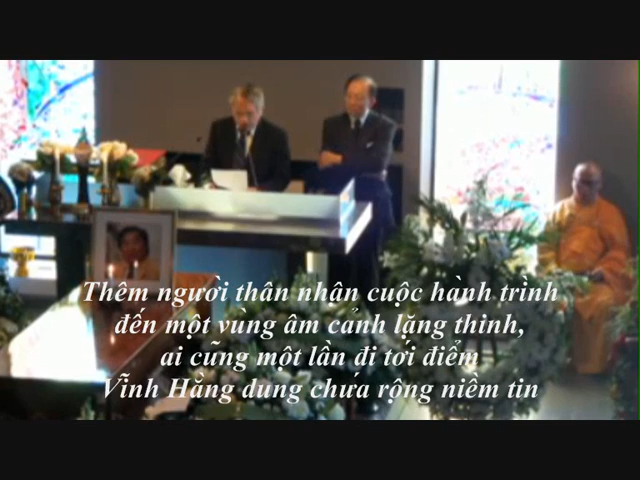 Thêm người thân nhận cuộc hành trình
đến một vùng âm cảnh lặng thinh,
ai cũng một lần đi tới điểm
Vĩnh Hằng dung chứa rộng niềm tin